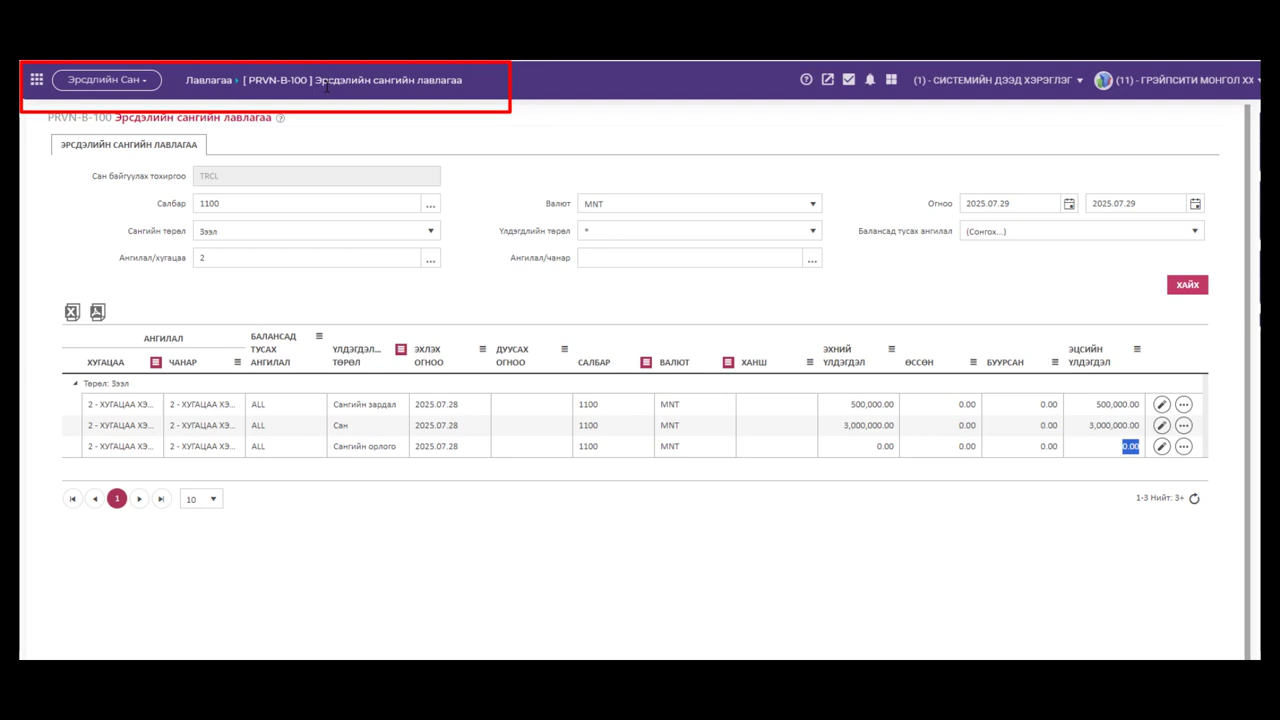 Эрсдлийн Сан
Лавлагаа [ PRVN-B-100 ] Эрсдэлийн сангийн лавлагаа
(1) - СИСТЕМИЙН ДЭЭД ХЭРЭГЛЭГ
(11) - ГРЭЙПСИТИ МОНГОЛ ХХ
PRVN-B-100 Эрсдэлийн сангийн лавлагаа
ЭРСДЭЛИЙН САНГИЙН ЛАВЛАГАА
Сан байгуулах тохиргоо TRCL
Салбар 1100 ... Валют MNT Огноо 2025.07.29 2025.07.29
Сангийн төрөл Зээл Үлдэгдлийн төрөл * Балансад тусах ангилал (Сонгох...)
Ангилал/хугацаа 2 ... Ангилал/чанар ...
ХАЙХ
АНГИЛАЛ
ХУГАЦАА ЧАНАР БАЛАНСАД ТУСАХ АНГИЛАЛ ҮЛДЭГДЭЛ... ТӨРӨЛ ЭХЛЭХ ОГНОО ДУУСАХ ОГНОО САЛБАР ВАЛЮТ ХАНШ ЭХНИЙ ҮЛДЭГДЭЛ ӨССӨН БУУРСАН ЭЦСИЙН ҮЛДЭГДЭЛ
Төрөл: Зээл
2 - ХУГАЦАА ХЭ... 2 - ХУГАЦАА ХЭ... ALL Сангийн зардал 2025.07.28 1100 MNT 500,000.00 0.00 0.00 500,000.00
2 - ХУГАЦАА ХЭ... 2 - ХУГАЦАА ХЭ... ALL Сан 2025.07.28 1100 MNT 3,000,000.00 0.00 0.00 3,000,000.00
2 - ХУГАЦАА ХЭ... 2 - ХУГАЦАА ХЭ... ALL Сангийн орлого 2025.07.28 1100 MNT 0.00 0.00 0.00 0.00
1 10 1-3 Нийт: 3+